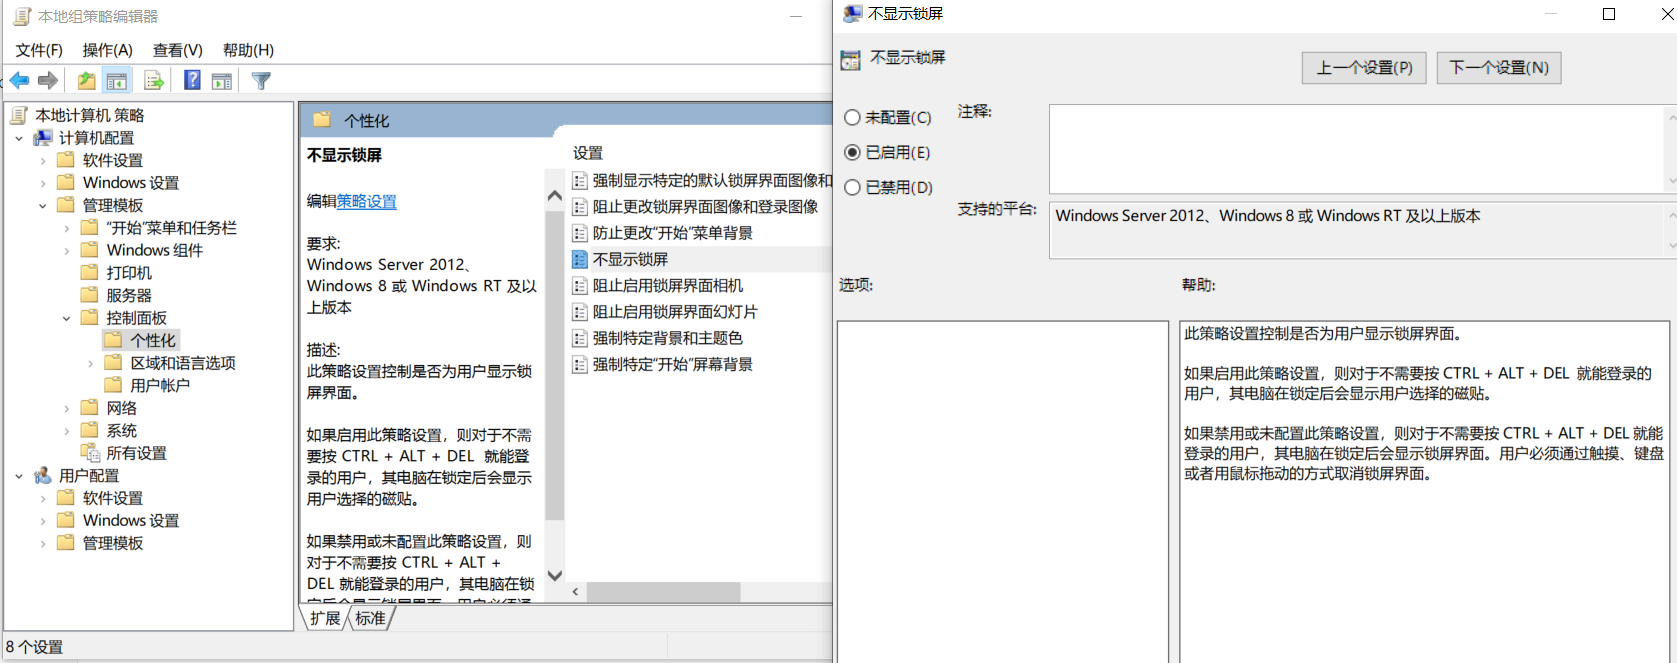 本地组策略编辑器
文件(F) 操作(A) 查看(V) 帮助(H)
本地计算机 策略
计算机配置
软件设置
Windows 设置
管理模板
“开始”菜单和任务栏
Windows 组件
打印机
服务器
控制面板
个性化
区域和语言选项
用户帐户
网络
系统
所有设置
用户配置
软件设置
Windows 设置
管理模板
个性化
不显示锁屏
编辑策略设置
要求:
Windows Server 2012、
Windows 8 或 Windows RT 及以
上版本
描述:
此策略设置控制是否为用户显示锁
屏界面。
如果启用此策略设置，则对于不需
要按 CTRL + ALT + DEL 就能登
录的用户，其电脑在锁定后会显示
用户选择的磁贴。
如果禁用或未配置此策略设置，则
对于不需要按 CTRL + ALT +
DEL 就能登录的用户，其电脑在锁
设置
强制显示特定的默认锁屏界面图像和
阻止更改锁屏界面图像和登录图像
防止更改“开始”菜单背景
不显示锁屏
阻止启用锁屏界面相机
阻止启用锁屏界面幻灯片
强制特定背景和主题色
强制特定“开始”屏幕背景
扩展 标准
8 个设置
不显示锁屏
不显示锁屏
上一个设置(P) 下一个设置(N)
未配置(C)
已启用(E)
已禁用(D)
注释:
支持的平台:
Windows Server 2012、Windows 8 或 Windows RT 及以上版本
选项:
帮助:
此策略设置控制是否为用户显示锁屏界面。
如果启用此策略设置，则对于不需要按 CTRL + ALT + DEL 就能登录的
用户，其电脑在锁定后会显示用户选择的磁贴。
如果禁用或未配置此策略设置，则对于不需要按 CTRL + ALT + DEL 就能
登录的用户，其电脑在锁定后会显示锁屏界面。用户必须通过触摸、键盘
或者用鼠标拖动的方式取消锁屏界面。